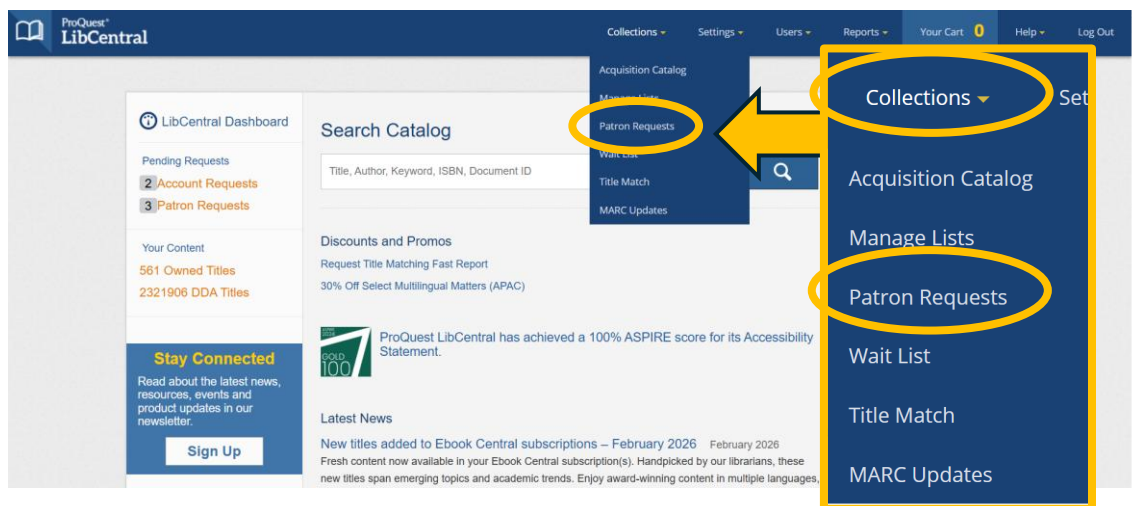 ProQuest
LibCentral
Collections
Settings
Users
Reports
Your Cart 0
Help
Log Out
Acquisition Catalog
Manage Lists
Patron Requests
Wait List
Title Match
MARC Updates
LibCentral Dashboard
Pending Requests
2 Account Requests
3 Patron Requests
Your Content
561 Owned Titles
2321906 DDA Titles
Stay Connected
Read about the latest news,
resources, events and
product updates in our
newsletter.
Sign Up
Search Catalog
Title, Author, Keyword, ISBN, Document ID
Discounts and Promos
Request Title Matching Fast Report
30% Off Select Multilingual Matters (APAC)
GOLD
100
ProQuest LibCentral has achieved a 100% ASPIRE score for its Accessibility
Statement.
Latest News
New titles added to Ebook Central subscriptions – February 2026 February 2026
Fresh content now available in your Ebook Central subscription(s). Handpicked by our librarians, these
new titles span emerging topics and academic trends. Enjoy award-winning content in multiple languages,
Collections
Set
Acquisition Catalog
Manage Lists
Patron Requests
Wait List
Title Match
MARC Updates